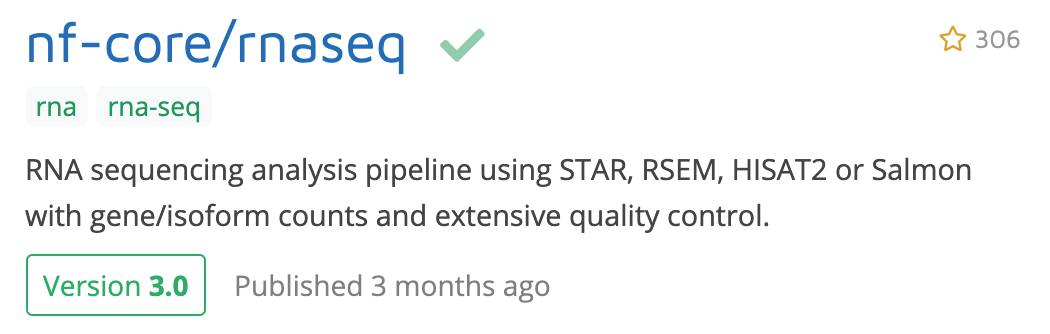 nf-core/rnaseq
306
rna rna-seq
RNA sequencing analysis pipeline using STAR, RSEM, HISAT2 or Salmon
with gene/isoform counts and extensive quality control.
Version 3.0 Published 3 months ago